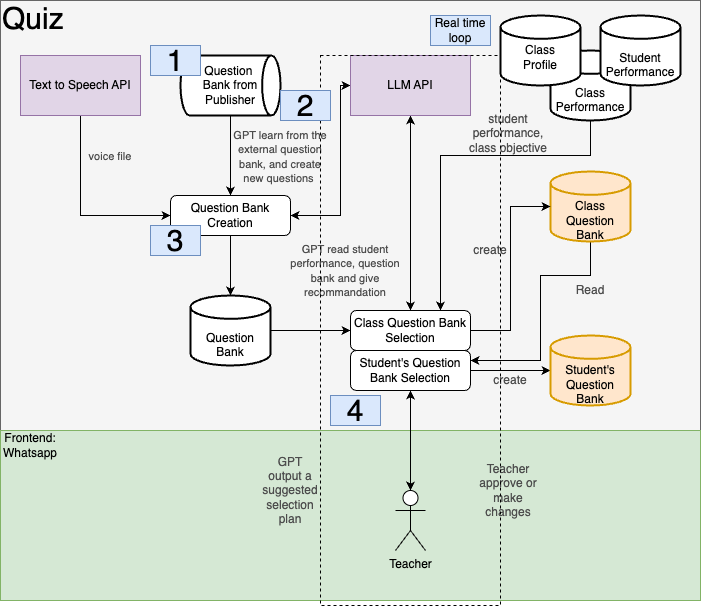 Quiz
Real time
loop
Class
Profile
Student
Performance
Class
Performance
1
Text to Speech API
Question
Bank from
Publisher
2
LLM API
student
performance,
class objective
voice file
GPT learn from the
external question
bank, and create
new questions
Question Bank
Creation
3
Class
Question
Bank
GPT read student
performance, question
bank and give
recommandation
create
Read
Question
Bank
Class Question Bank
Selection
Student's Question
Bank Selection
create
Student's
Question
Bank
4
Frontend:
Whatsapp
GPT
output a
suggested
selection
plan
Teacher
approve or
make
changes
Teacher